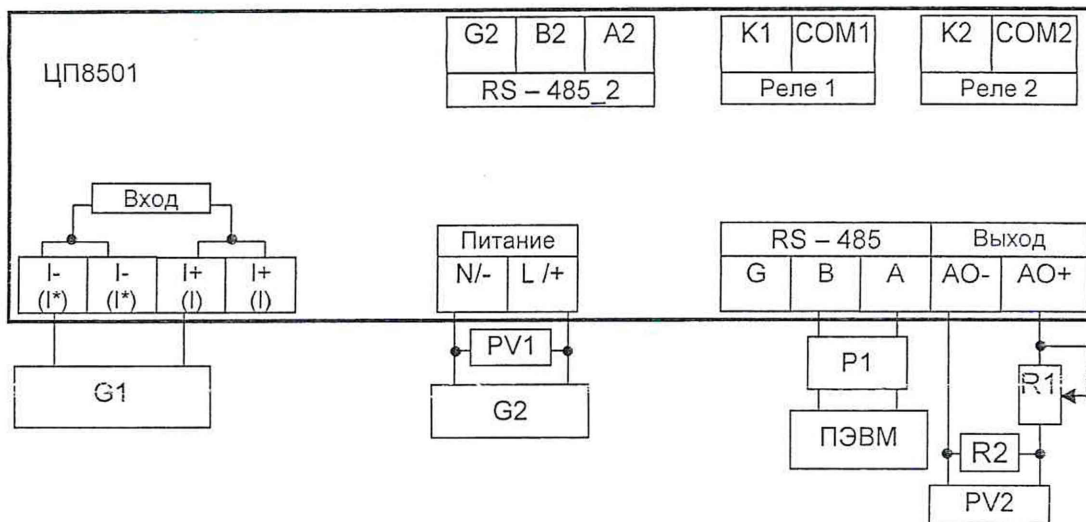 G2 B2 A2
RS – 485_2
K1 COM1
Реле 1
K2 COM2
Реле 2
ЦП8501
Вход
I- I- I+ I+
(I*) (I*) (I) (I)
Питание
N/- L /+
RS – 485 Выход
G B A AO- AO+
G1
PV1
G2
P1
ПЭВМ
R1
R2
PV2